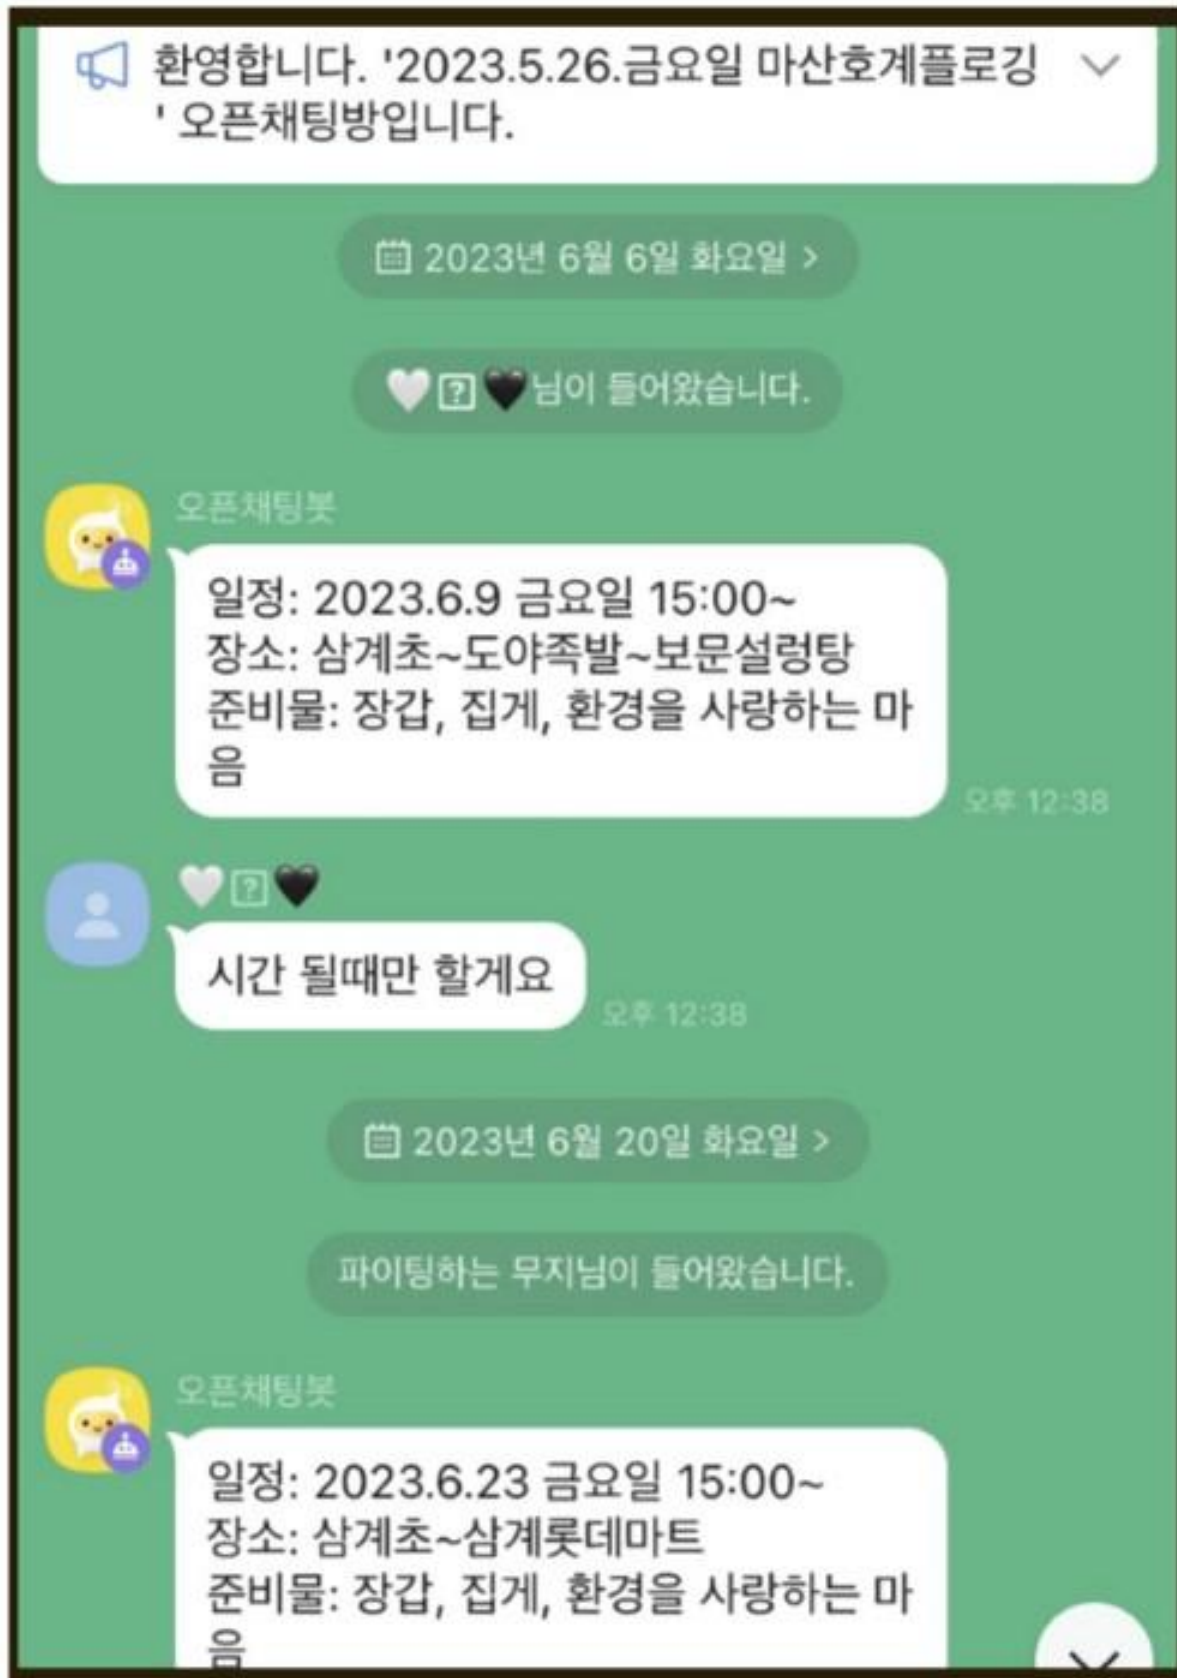 환영합니다. '2023.5.26.금요일 마산호계플로깅
' 오픈채팅방입니다.
2023년 6월 6일 화요일 >
🤍⍰🖤님이 들어왔습니다.
오픈채팅봇
일정: 2023.6.9 금요일 15:00~
장소: 삼계초~도야족발~보문설렁탕
준비물: 장갑, 집게, 환경을 사랑하는 마
음
오후 12:38
🤍⍰🖤
시간 될때만 할게요
오후 12:38
2023년 6월 20일 화요일 >
파이팅하는 무지님이 들어왔습니다.
오픈채팅봇
일정: 2023.6.23 금요일 15:00~
장소: 삼계초~삼계롯데마트
준비물: 장갑, 집게, 환경을 사랑하는 마
음